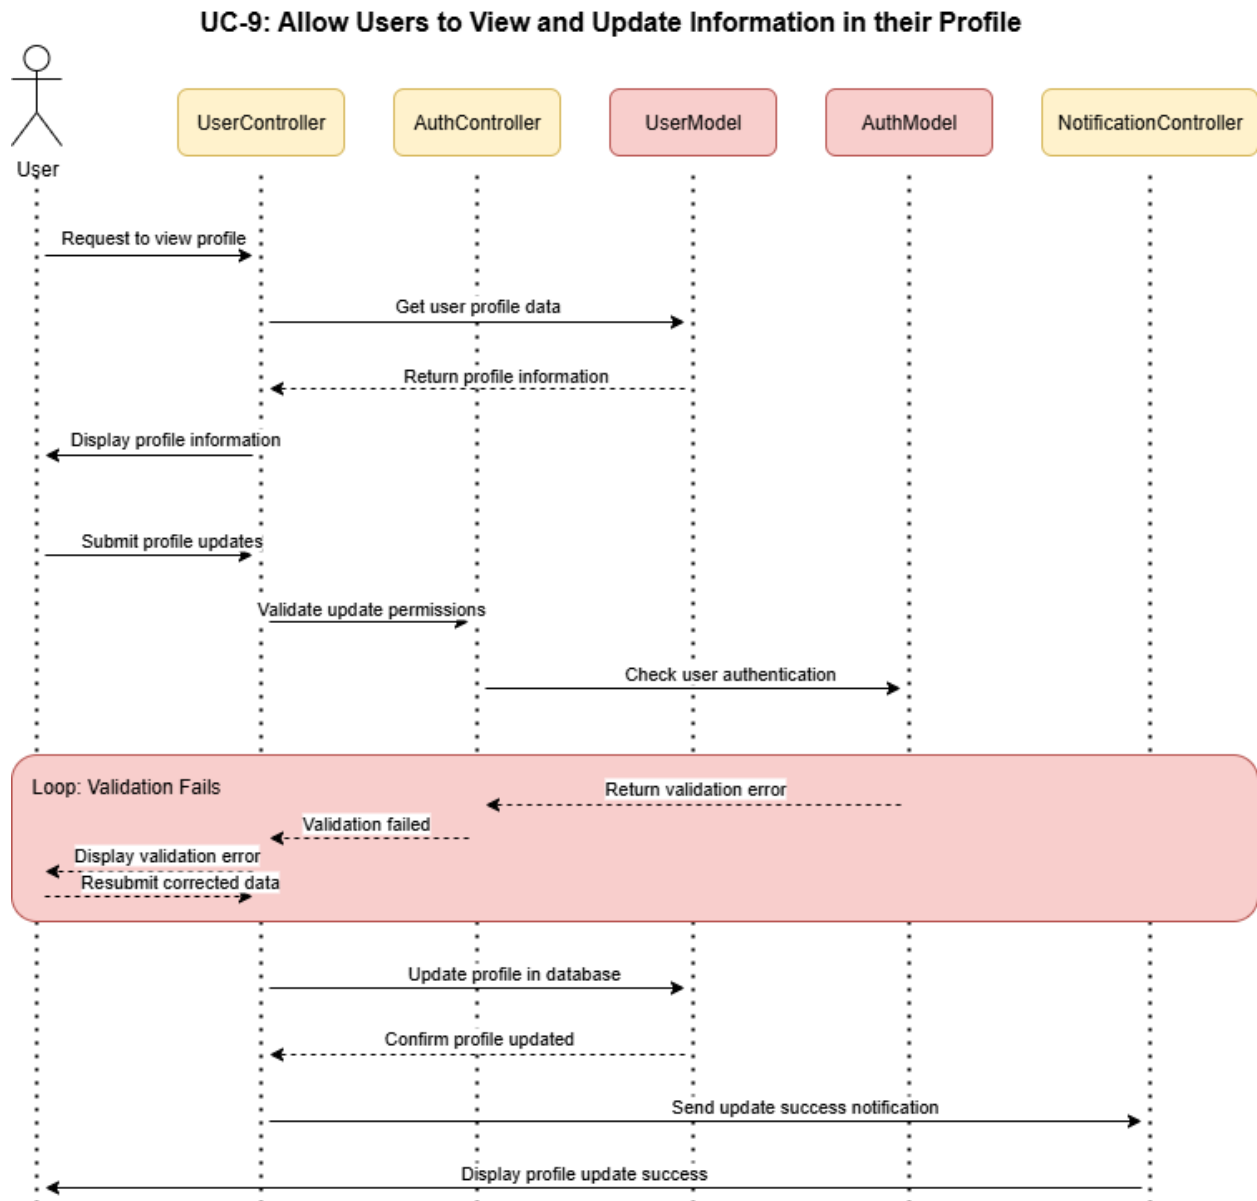 UC-9: Allow Users to View and Update Information in their Profile
User
UserController
AuthController
UserModel
AuthModel
NotificationController
Request to view profile
Get user profile data
Return profile information
Display profile information
Submit profile updates
Validate update permissions
Check user authentication
Loop: Validation Fails
Return validation error
Validation failed
Display validation error
Resubmit corrected data
Update profile in database
Confirm profile updated
Send update success notification
Display profile update success